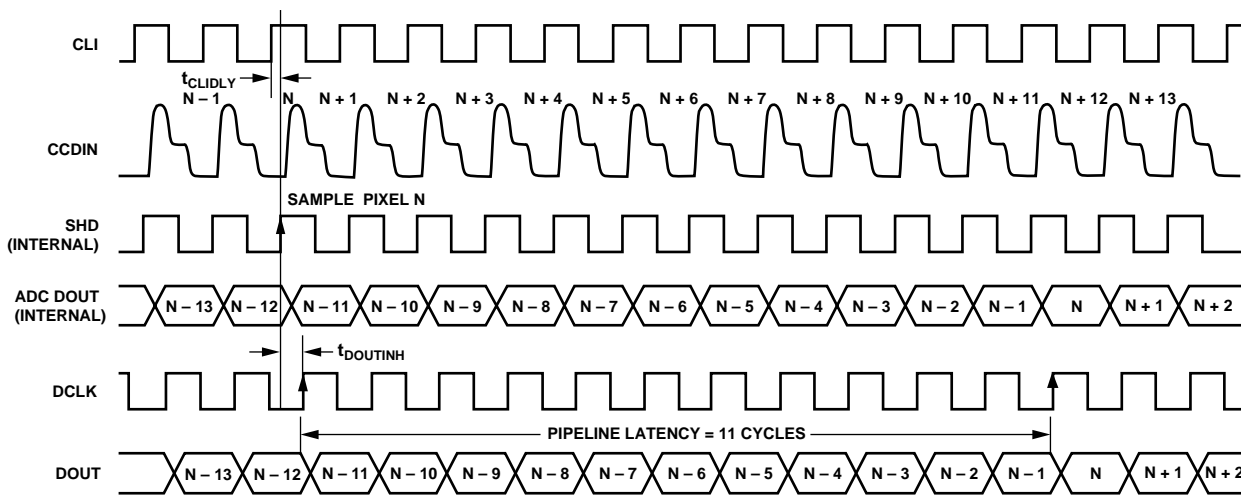 CLI
tCLIDLY
N – 1 N N + 1 N + 2 N + 3 N + 4 N + 5 N + 6 N + 7 N + 8 N + 9 N + 10 N + 11 N + 12 N + 13
CCDIN
SAMPLE PIXEL N
SHD
(INTERNAL)
ADC DOUT
(INTERNAL)
N – 13 N – 12 N – 11 N – 10 N – 9 N – 8 N – 7 N – 6 N – 5 N – 4 N – 3 N – 2 N – 1 N N + 1 N + 2
tDOUTINH
DCLK
PIPELINE LATENCY = 11 CYCLES
DOUT
N – 13 N – 12 N – 11 N – 10 N – 9 N – 8 N – 7 N – 6 N – 5 N – 4 N – 3 N – 2 N – 1 N N + 1 N + 2